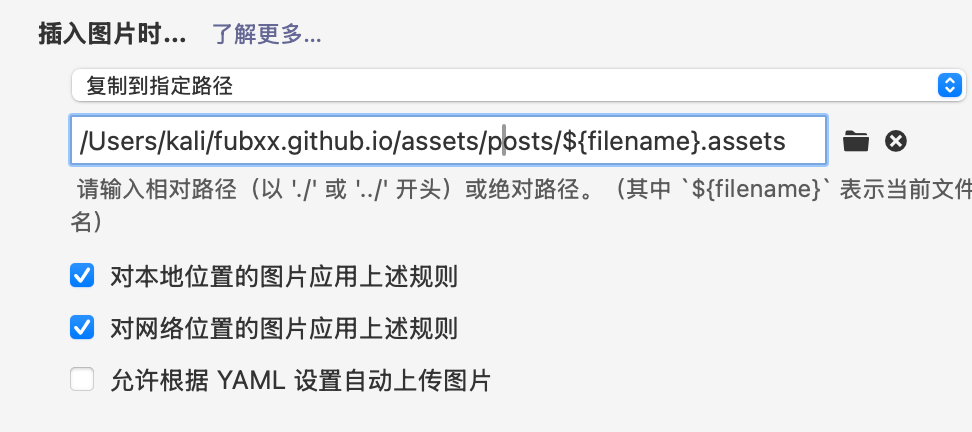 插入图片时... 了解更多...
复制到指定路径
/Users/kali/fubxx.github.io/assets/posts/${filename}.assets
请输入相对路径（以 './' 或 '../' 开头）或绝对路径。（其中 `${filename}` 表示当前文件
名）
对本地位置的图片应用上述规则
对网络位置的图片应用上述规则
允许根据 YAML 设置自动上传图片